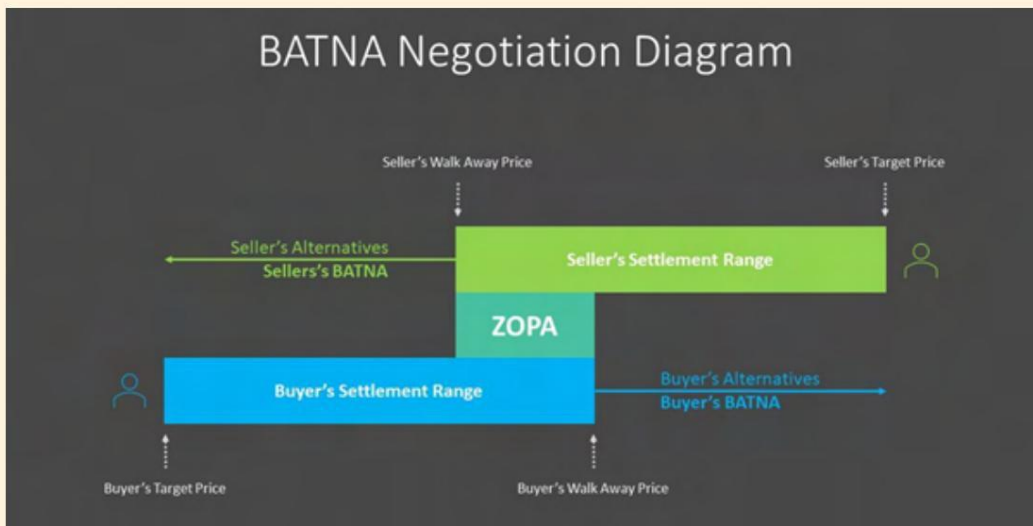 BATNA Negotiation Diagram
Seller's Walk Away Price
Seller's Target Price
Seller's Alternatives
Sellers's BATNA
Seller's Settlement Range
ZOPA
Buyer's Settlement Range
Buyer's Alternatives
Buyer's BATNA
Buyer's Target Price
Buyer's Walk Away Price